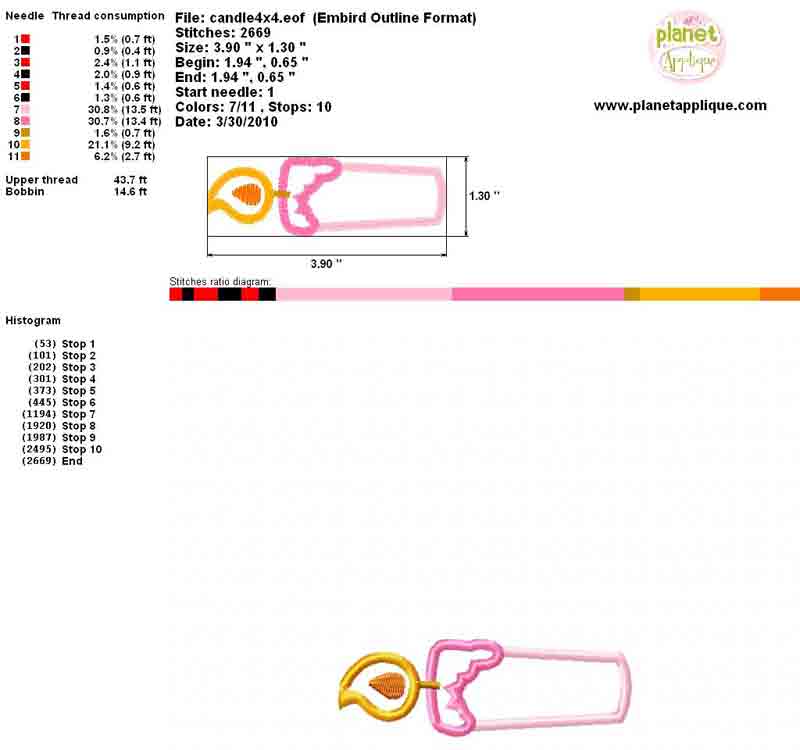 Needle Thread consumption
1 1.5% (0.7 ft)
2 0.9% (0.4 ft)
3 2.4% (1.1 ft)
4 2.0% (0.9 ft)
5 1.4% (0.6 ft)
6 1.3% (0.6 ft)
7 30.8% (13.5 ft)
8 30.7% (13.4 ft)
9 1.6% (0.7 ft)
10 21.1% (9.2 ft)
11 6.2% (2.7 ft)
Upper thread 43.7 ft
Bobbin 14.6 ft
File: candle4x4.eof (Embird Outline Format)
Stitches: 2669
Size: 3.90 " x 1.30 "
Begin: 1.94 ", 0.65 "
End: 1.94 ", 0.65 "
Start needle: 1
Colors: 7/11 , Stops: 10
Date: 3/30/2010
planet
Applique
www.planetapplique.com
1.30 "
3.90 "
Stitches ratio diagram:
Histogram
(53) Stop 1
(101) Stop 2
(202) Stop 3
(301) Stop 4
(373) Stop 5
(445) Stop 6
(1194) Stop 7
(1920) Stop 8
(1987) Stop 9
(2495) Stop 10
(2669) End